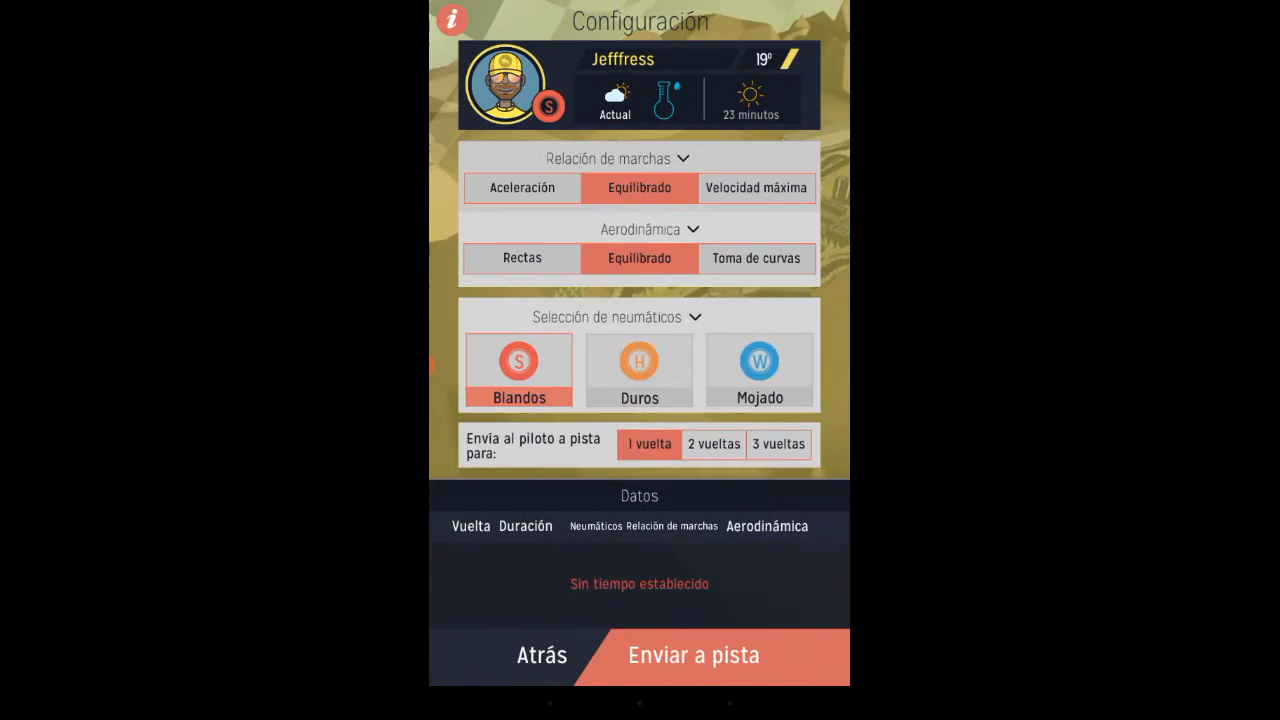 i
Configuración
Jefffress 19º
S
Actual 23 minutos
Relación de marchas
Aceleración Equilibrado Velocidad máxima
Aerodinámica
Rectas Equilibrado Toma de curvas
Selección de neumáticos
S H W
Blandos Duros Mojado
Envía al piloto a pista
para:
1 vuelta 2 vueltas 3 vueltas
Datos
Vuelta Duración Neumáticos Relación de marchas Aerodinámica
Sin tiempo establecido
Atrás Enviar a pista